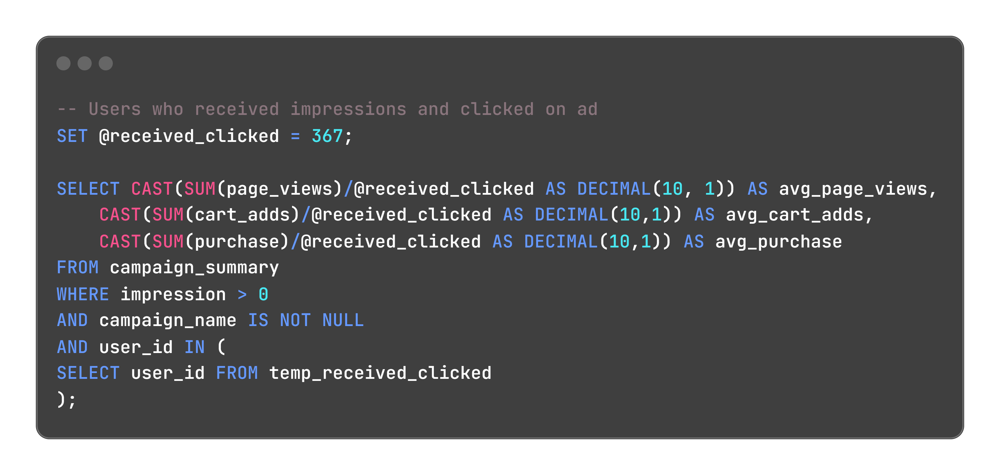 -- Users who received impressions and clicked on ad
SET @received_clicked = 367;
SELECT CAST(SUM(page_views)/@received_clicked AS DECIMAL(10, 1)) AS avg_page_views,
CAST(SUM(cart_adds)/@received_clicked AS DECIMAL(10,1)) AS avg_cart_adds,
CAST(SUM(purchase)/@received_clicked AS DECIMAL(10,1)) AS avg_purchase
FROM campaign_summary
WHERE impression > 0
AND campaign_name IS NOT NULL
AND user_id IN (
SELECT user_id FROM temp_received_clicked
);